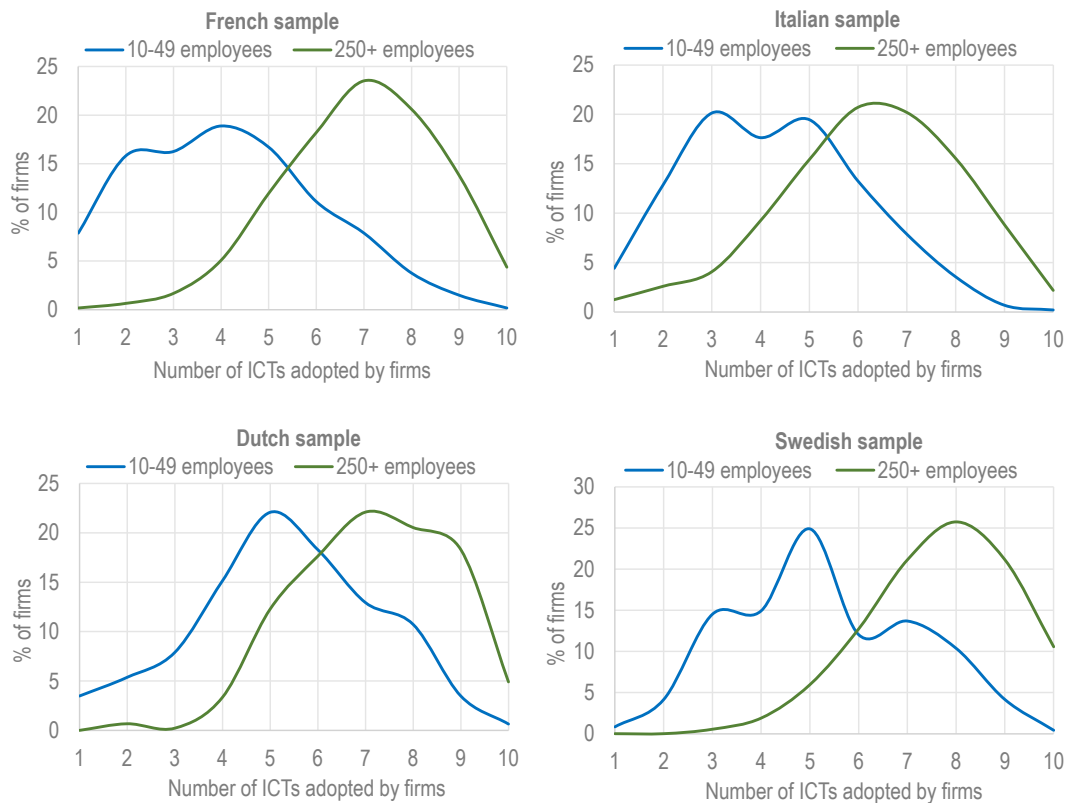 French sample
10-49 employees 250+ employees
25
20
15
10
5
0
% of firms
1 2 3 4 5 6 7 8 9 10
Number of ICTs adopted by firms
Italian sample
10-49 employees 250+ employees
25
20
15
10
5
0
% of firms
1 2 3 4 5 6 7 8 9 10
Number of ICTs adopted by firms
Dutch sample
10-49 employees 250+ employees
25
20
15
10
5
0
% of firms
1 2 3 4 5 6 7 8 9 10
Number of ICTs adopted by firms
Swedish sample
10-49 employees 250+ employees
30
25
20
15
10
5
0
% of firms
1 2 3 4 5 6 7 8 9 10
Number of ICTs adopted by firms